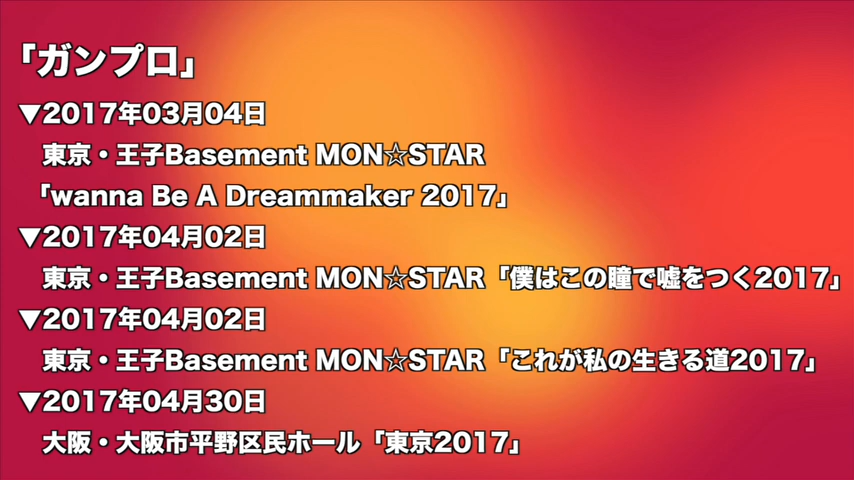 「ガンプロ」
▼2017年03月04日
東京・王子Basement MON☆STAR
「wanna Be A Dreammaker 2017」
▼2017年04月02日
東京・王子Basement MON☆STAR「僕はこの瞳で嘘をつく2017」
▼2017年04月02日
東京・王子Basement MON☆STAR「これが私の生きる道2017」
▼2017年04月30日
大阪・大阪市平野区民ホール「東京2017」